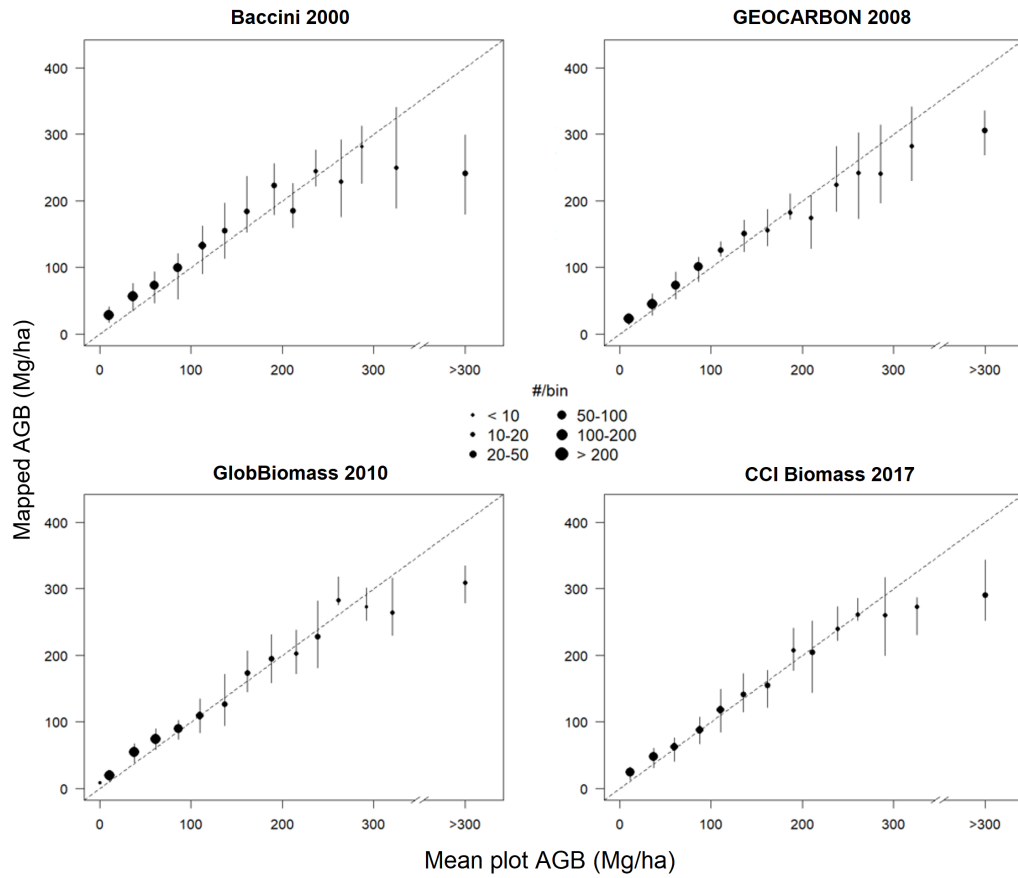 Baccini 2000
GEOCARBON 2008
400
300
200
100
0
0 100 200 300 >300
400
300
200
100
0
0 100 200 300 >300
Mapped AGB (Mg/ha)
#/bin
< 10
50-100
10-20
100-200
20-50
> 200
GlobBiomass 2010
CCI Biomass 2017
400
300
200
100
0
0 100 200 300 >300
400
300
200
100
0
0 100 200 300 >300
Mean plot AGB (Mg/ha)